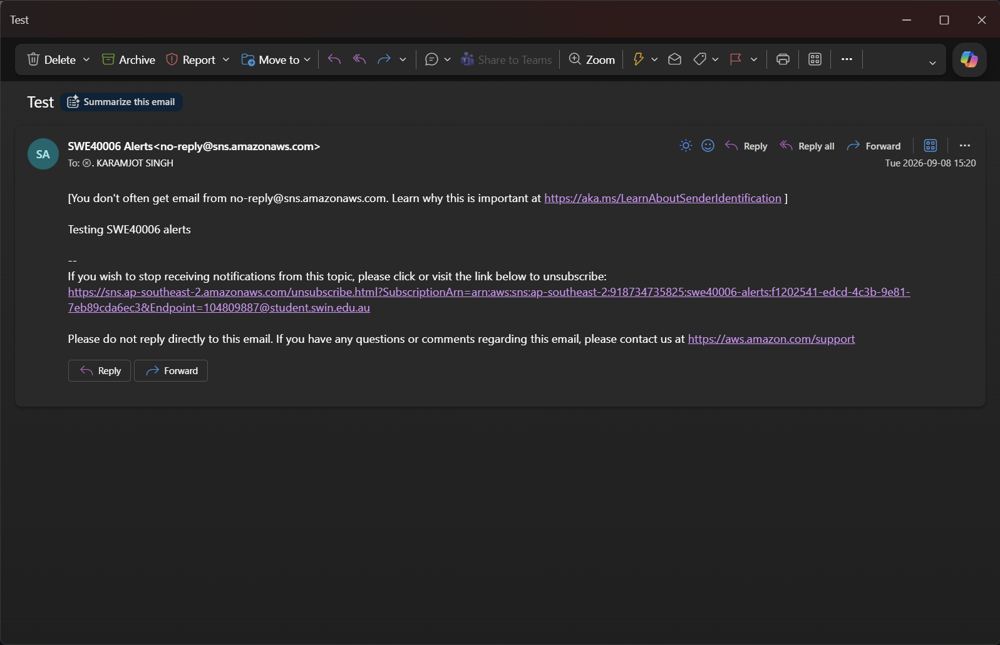 Test
Delete
Archive
Report
Move to
Share to Teams
Zoom
Test
Summarize this email
SA
SWE40006 Alerts<no-reply@sns.amazonaws.com>
Reply
Reply all
Forward
To: . KARAMJOT SINGH
Tue 2026-09-08 15:20
[You don't often get email from no-reply@sns.amazonaws.com. Learn why this is important at https://aka.ms/LearnAboutSenderIdentification ]
Testing SWE40006 alerts
--
If you wish to stop receiving notifications from this topic, please click or visit the link below to unsubscribe:
https://sns.ap-southeast-2.amazonaws.com/unsubscribe.html?SubscriptionArn=arn:aws:sns:ap-southeast-2:918734735825:swe40006-alerts:f1202541-edcd-4c3b-9e81-
7eb89cda6ec3&Endpoint=104809887@student.swin.edu.au
Please do not reply directly to this email. If you have any questions or comments regarding this email, please contact us at https://aws.amazon.com/support
Reply
Forward